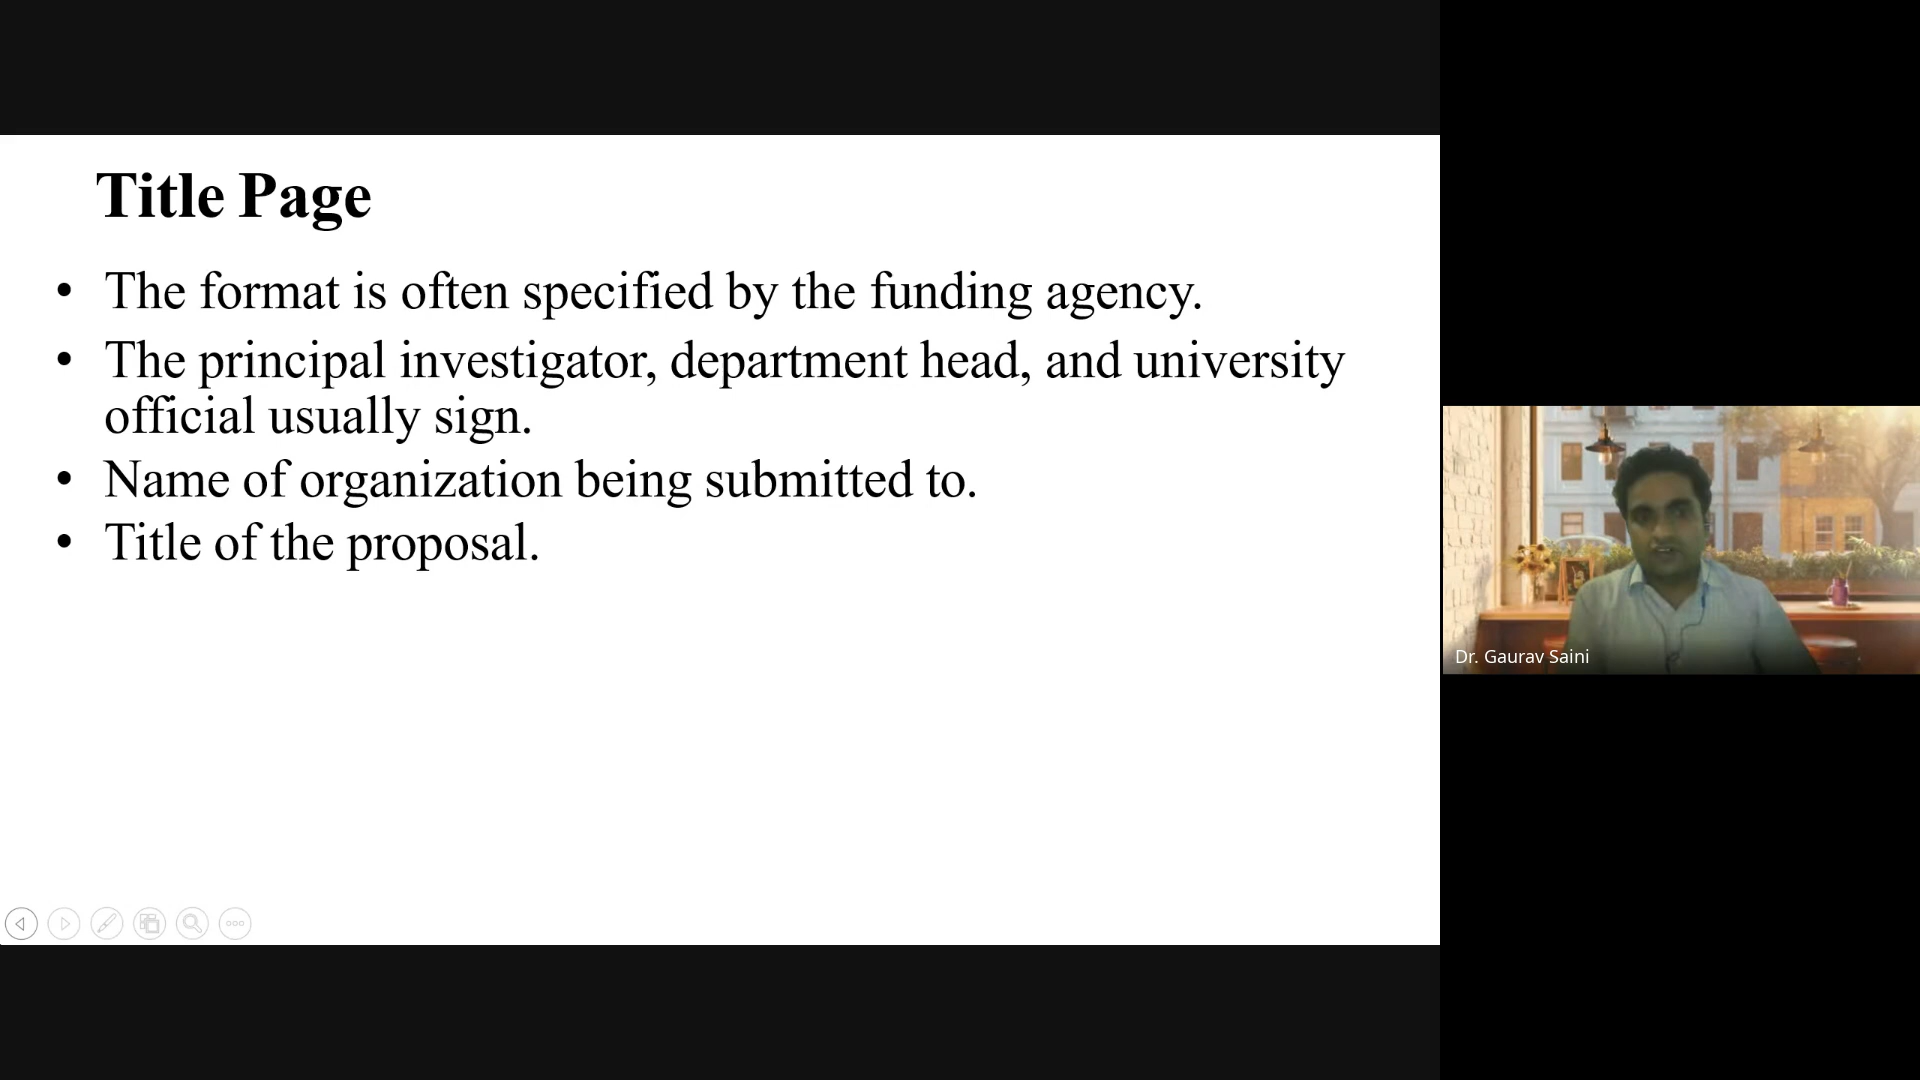 Title Page
• The format is often specified by the funding agency.
• The principal investigator, department head, and university
official usually sign.
• Name of organization being submitted to.
• Title of the proposal.
Dr. Gaurav Saini